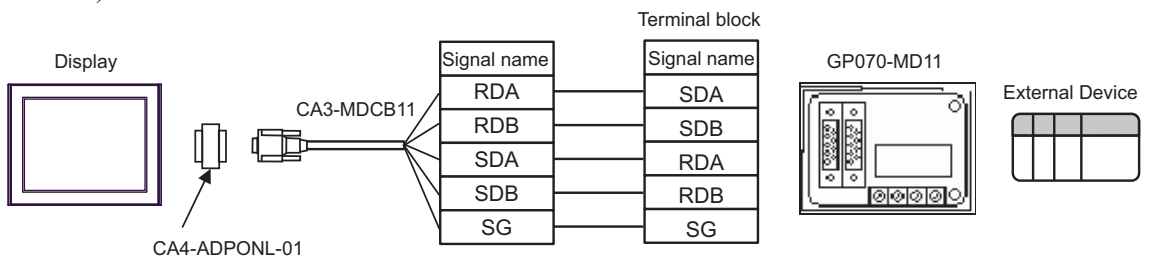 Terminal block
Display
Signal name
Signal name
GP070-MD11
External Device
CA3-MDCB11
RDA
SDA
RDB
SDB
SDA
RDA
SDB
RDB
SG
SG
CA4-ADPONL-01